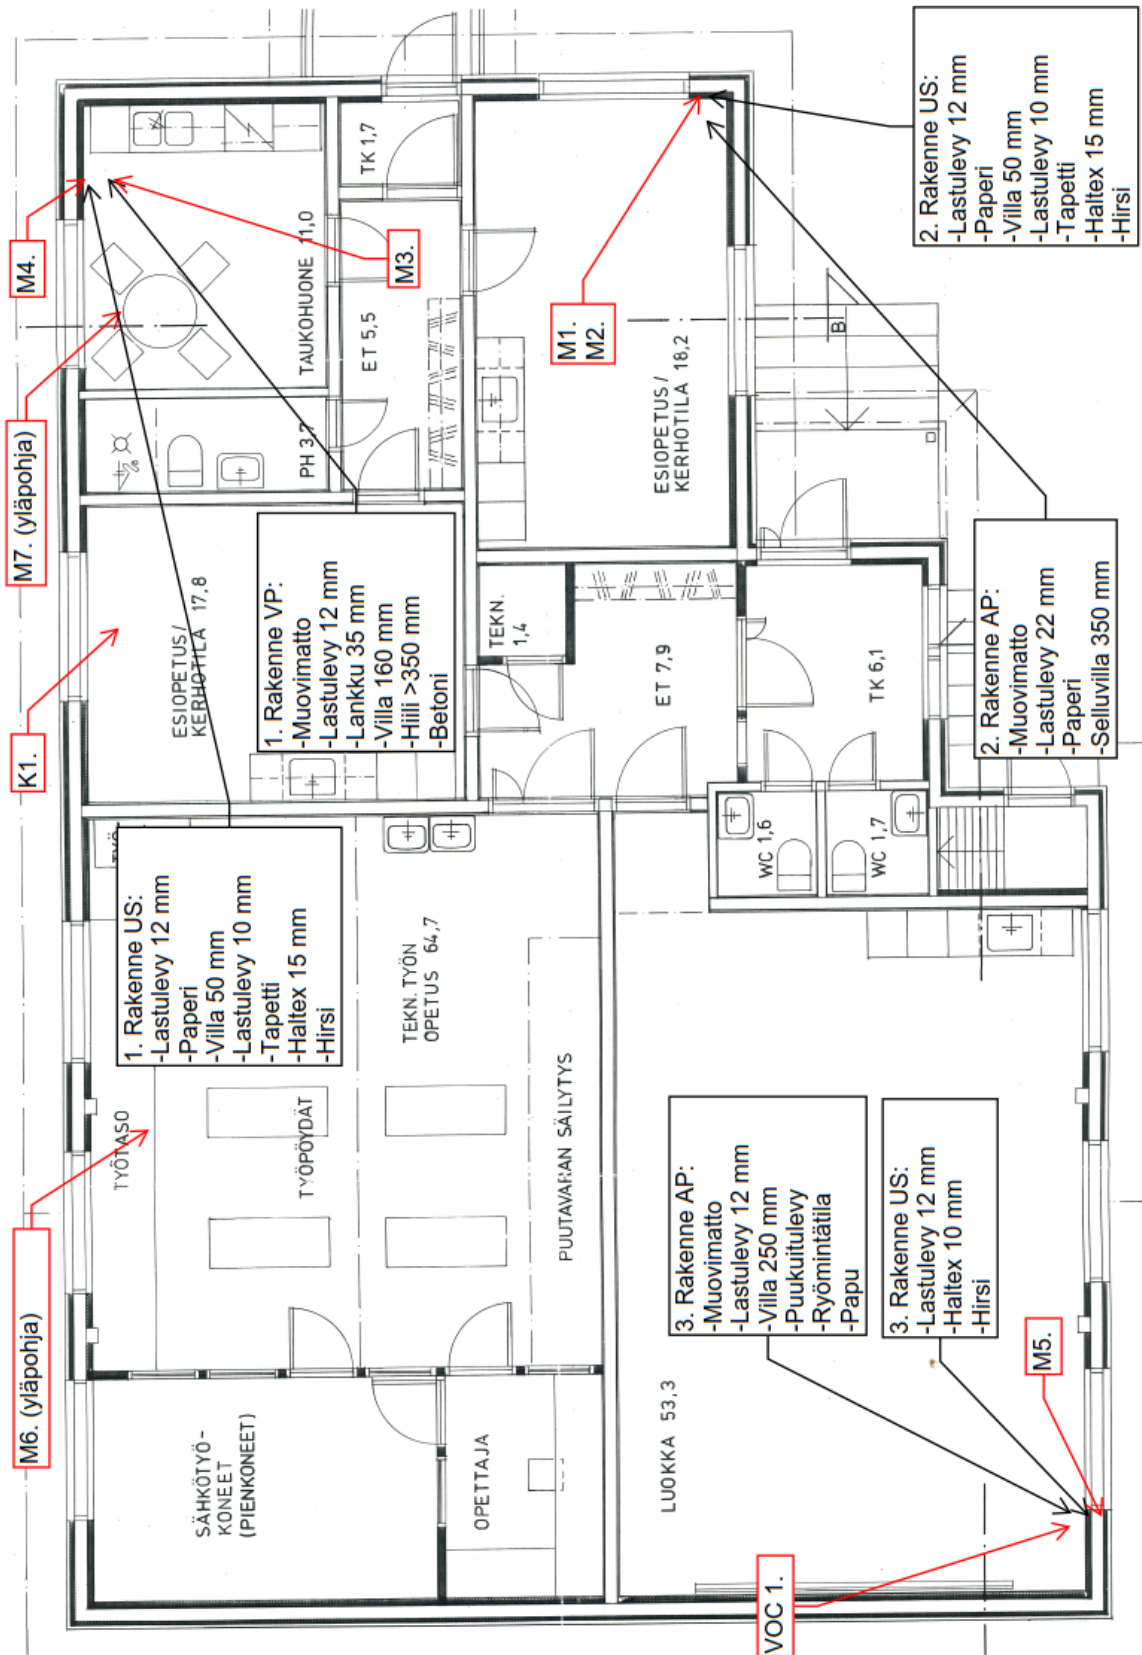 M6. (yläpohja)
K1.
M7. (yläpohja)
M4.
TYÖTASO
1. Rakenne US:
-Lastulevy 12 mm
-Paperi
-Villa 50 mm
-Lastulevy 10 mm
-Tapetti
-Haltex 15 mm
-Hirsi
ESIOPETUS/
KERHOTILA 17,8
PH 3,7
TAUKOHUONE 11,0
TK 1,7
M3.
ET 5,5
1. Rakenne VP:
-Muovimatto
-Lastulevy 12 mm
-Lankku 35 mm
-Villa 160 mm
-Hiili >350 mm
-Betoni
SÄHKÖTYÖ-
KONEET
(PIENKONEET)
TYÖPÖYDÄT
TEKN. TYÖN
OPETUS 64,7
OPETTAJA
PUUTAVARAN SÄILYTYS
TEKN.
1,4
ET 7,9
ESIOPETUS/
KERHOTILA 18,2
M1.
M2.
2. Rakenne US:
-Lastulevy 12 mm
-Paperi
-Villa 50 mm
-Lastulevy 10 mm
-Tapetti
-Haltex 15 mm
-Hirsi
LUOKKA 53,3
3. Rakenne AP:
-Muovimatto
-Lastulevy 12 mm
-Villa 250 mm
-Puukuitulevy
-Ryömintätila
-Papu
WC 1,6
WC 1,7
TK 6,1
B
3. Rakenne US:
-Lastulevy 12 mm
-Haltex 10 mm
-Hirsi
2. Rakenne AP:
-Muovimatto
-Lastulevy 22 mm
-Paperi
-Selluvilla 350 mm
VOC 1.
M5.